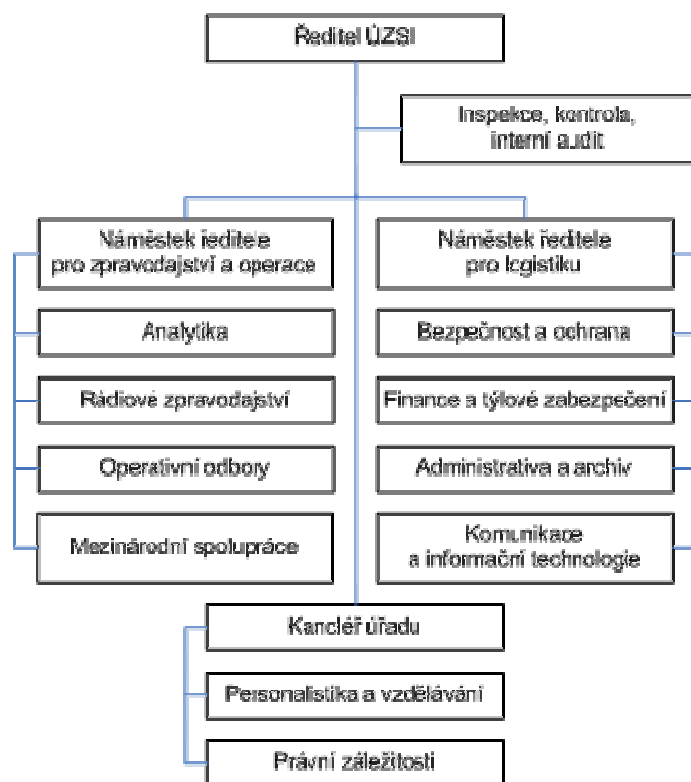 Ředitel ÚZSI
Inspekce, kontrola,
interní audit
Náměstek ředitele
pro zpravodajství a operace
Náměstek ředitele
pro logistiku
Analytika
Bezpečnost a ochrana
Rádiové zpravodajství
Finance a týlové zabezpečení
Operativní odbory
Administrativa a archiv
Mezinárodní spolupráce
Komunikace
a informační technologie
Kancléř úřadu
Personalistika a vzdělávání
Právní záležitosti